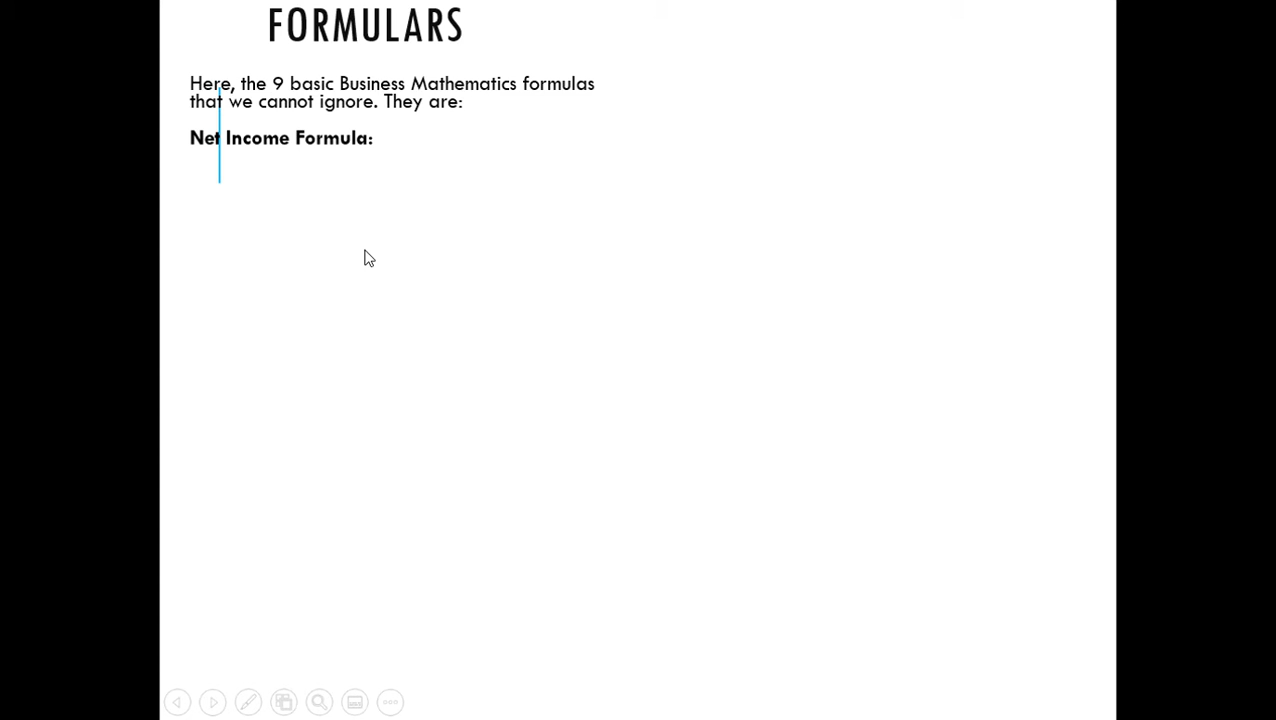 FORMULARS
Here, the 9 basic Business Mathematics formulas
that we cannot ignore. They are:
Net Income Formula: